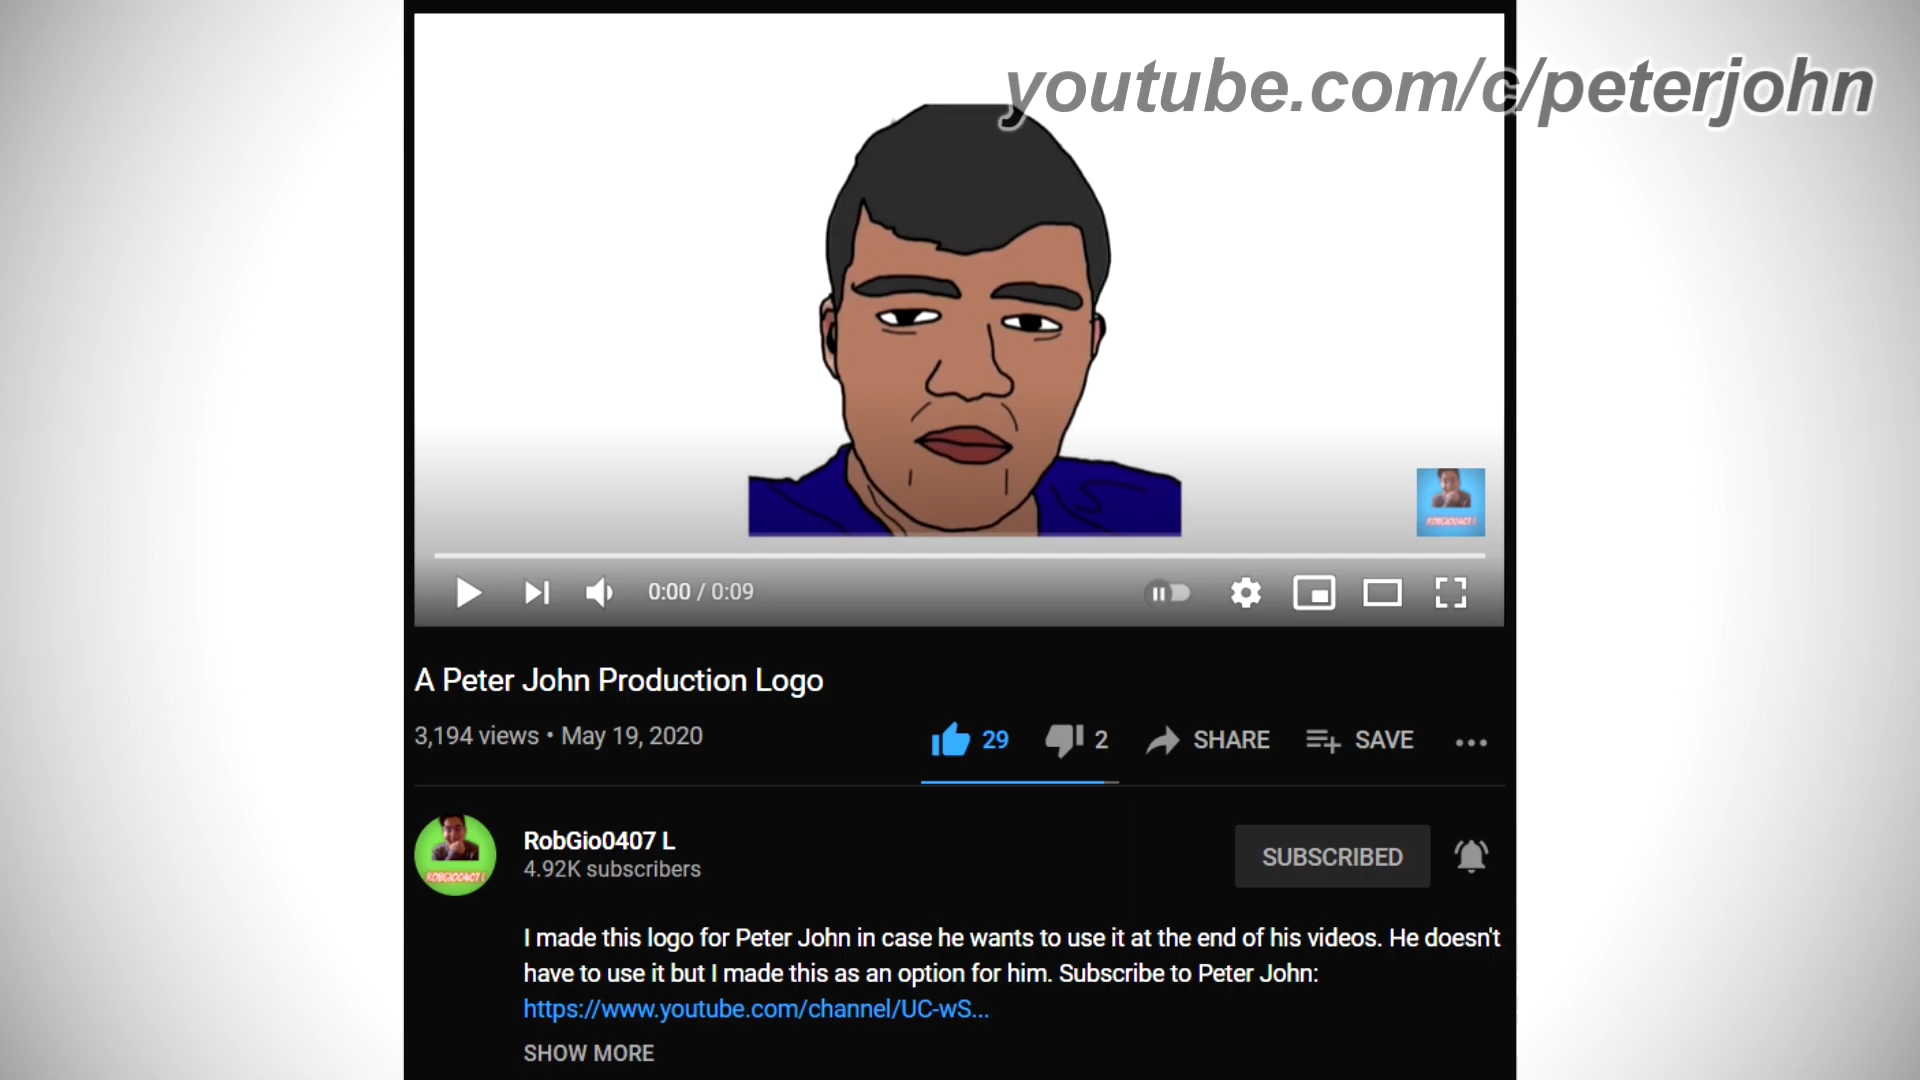 youtube.com/c/peterjohn
ROBGIO0407 L
0:00 / 0:09
A Peter John Production Logo
3,194 views • May 19, 2020
29
2
SHARE
SAVE
ROBGIO0407 L
RobGio0407 L
4.92K subscribers
SUBSCRIBED
I made this logo for Peter John in case he wants to use it at the end of his videos. He doesn't
have to use it but I made this as an option for him. Subscribe to Peter John:
https://www.youtube.com/channel/UC-wS...
SHOW MORE